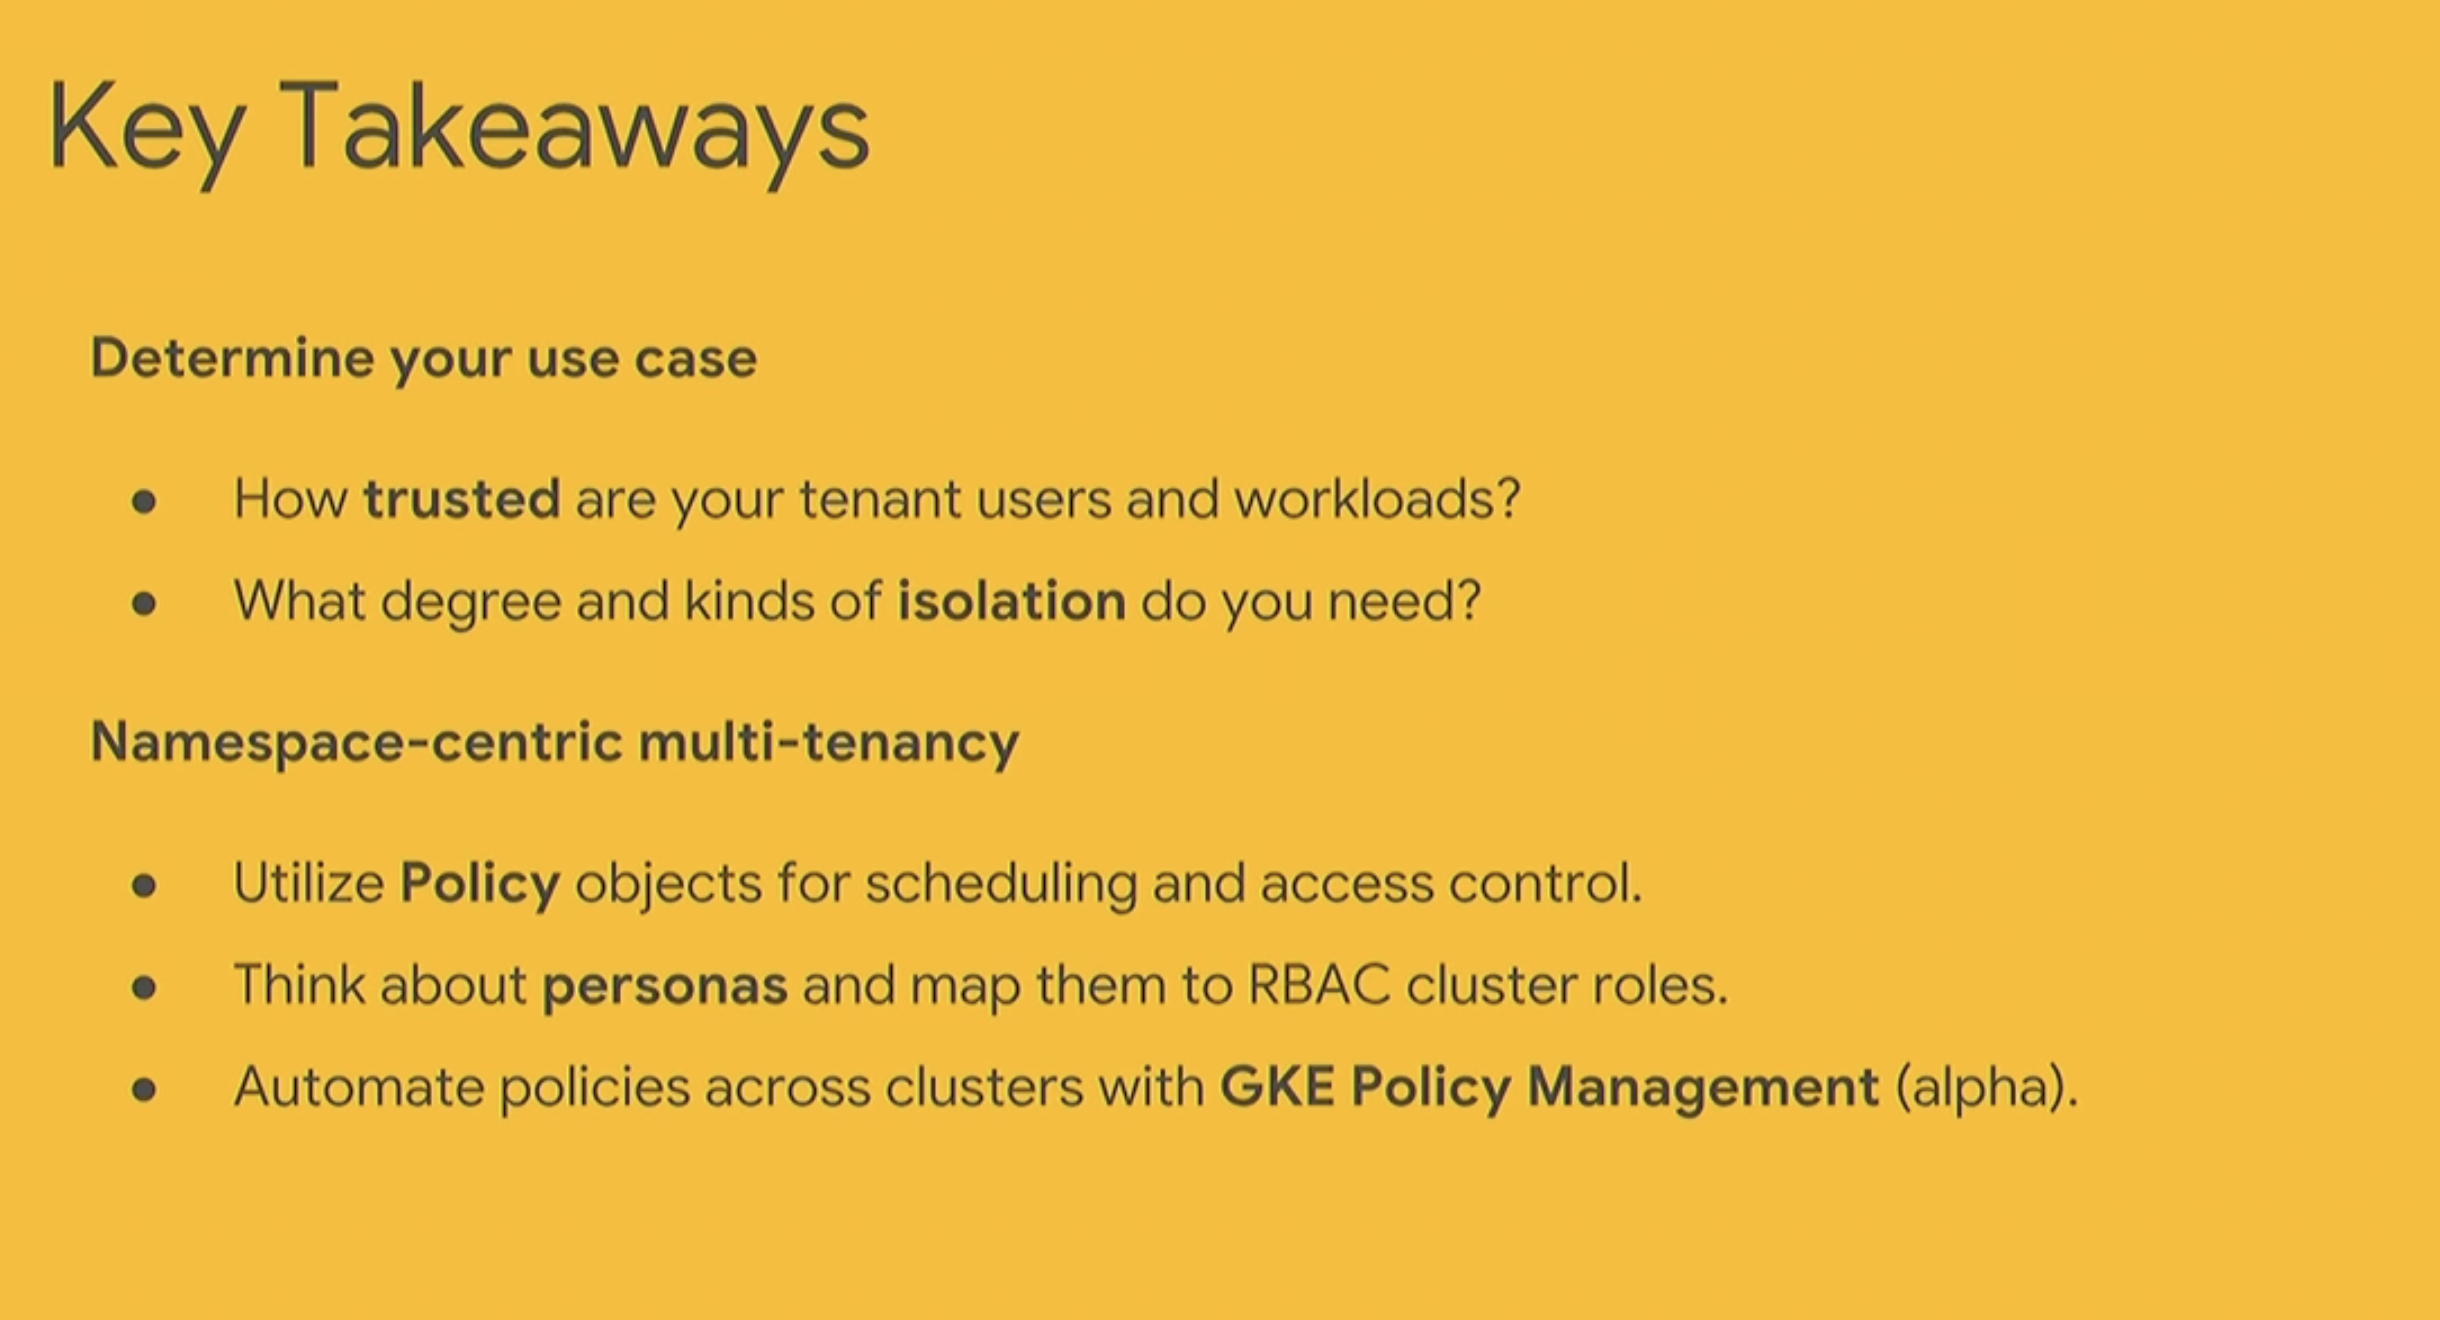 Key Takeaways
Determine your use case
● How trusted are your tenant users and workloads?
● What degree and kinds of isolation do you need?
Namespace-centric multi-tenancy
● Utilize Policy objects for scheduling and access control.
● Think about personas and map them to RBAC cluster roles.
● Automate policies across clusters with GKE Policy Management (alpha).